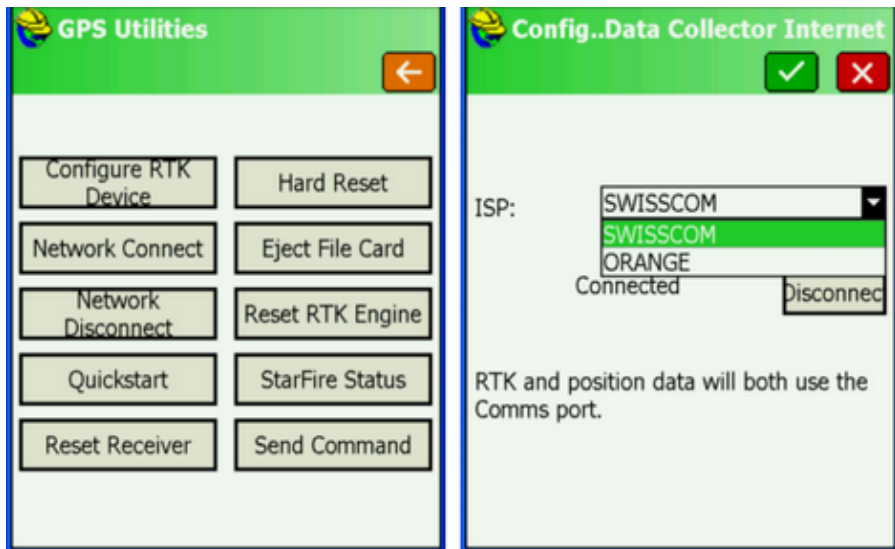 GPS Utilities
Configure RTK
Device
Hard Reset
Network Connect
Eject File Card
Network
Disconnect
Reset RTK Engine
Quickstart
StarFire Status
Reset Receiver
Send Command
Config..Data Collector Internet
ISP:
SWISSCOM
SWISSCOM
ORANGE
Connected
Disconnec
RTK and position data will both use the
Comms port.